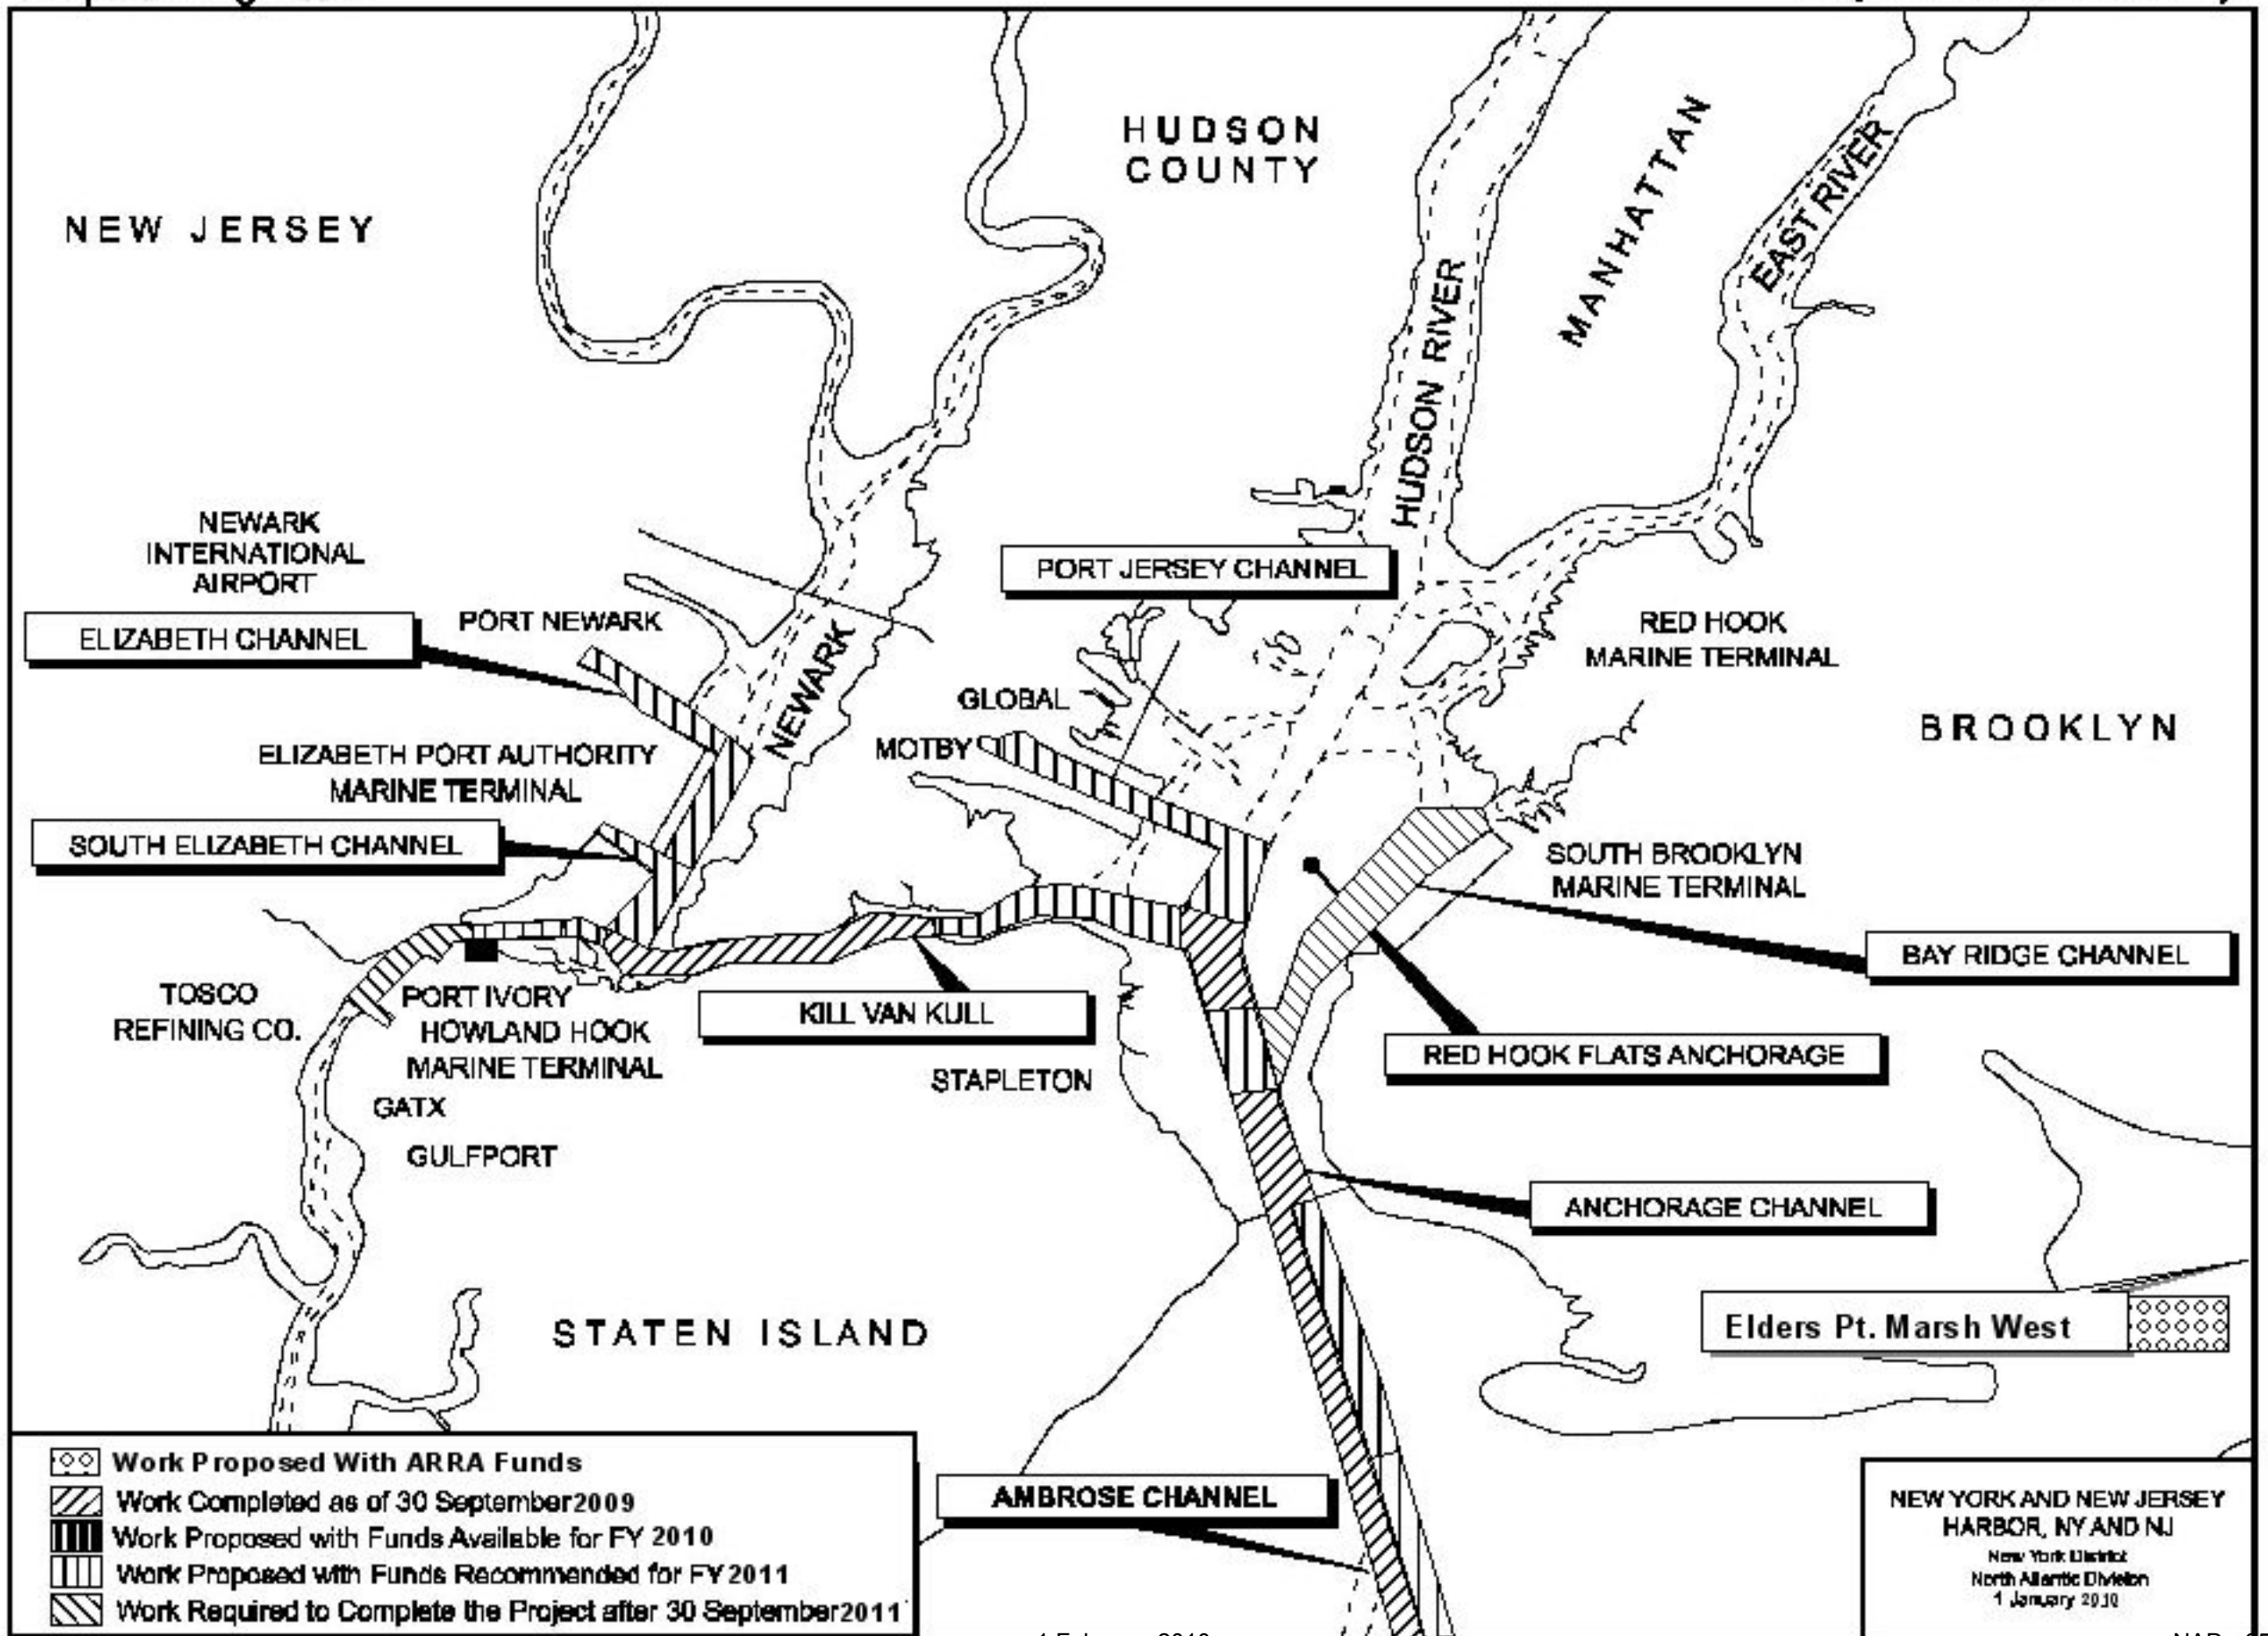 HUDSON
COUNTY
NEW JERSEY
MANHATTAN
EAST RIVER
HUDSON RIVER
NEWARK
INTERNATIONAL
AIRPORT
PORT JERSEY CHANNEL
ELIZABETH CHANNEL
PORT NEWARK
RED HOOK
MARINE TERMINAL
NEWARK
GLOBAL
MOTBY
BROOKLYN
ELIZABETH PORT AUTHORITY
MARINE TERMINAL
SOUTH ELIZABETH CHANNEL
SOUTH BROOKLYN
MARINE TERMINAL
BAY RIDGE CHANNEL
TOSCO
REFINING CO.
PORT IVORY
HOWLAND HOOK
MARINE TERMINAL
KILL VAN KULL
RED HOOK FLATS ANCHORAGE
STAPLETON
GATX
GULFPORT
ANCHORAGE CHANNEL
Elders Pt. Marsh West
STATEN ISLAND
AMBROSE CHANNEL
Work Proposed With ARRA Funds
Work Completed as of 30 September 2009
Work Proposed with Funds Available for FY 2010
Work Proposed with Funds Recommended for FY 2011
Work Required to Complete the Project after 30 September 2011
NEW YORK AND NEW JERSEY
HARBOR, NY AND NJ
New York District
North Atlantic Division
1 January 2010